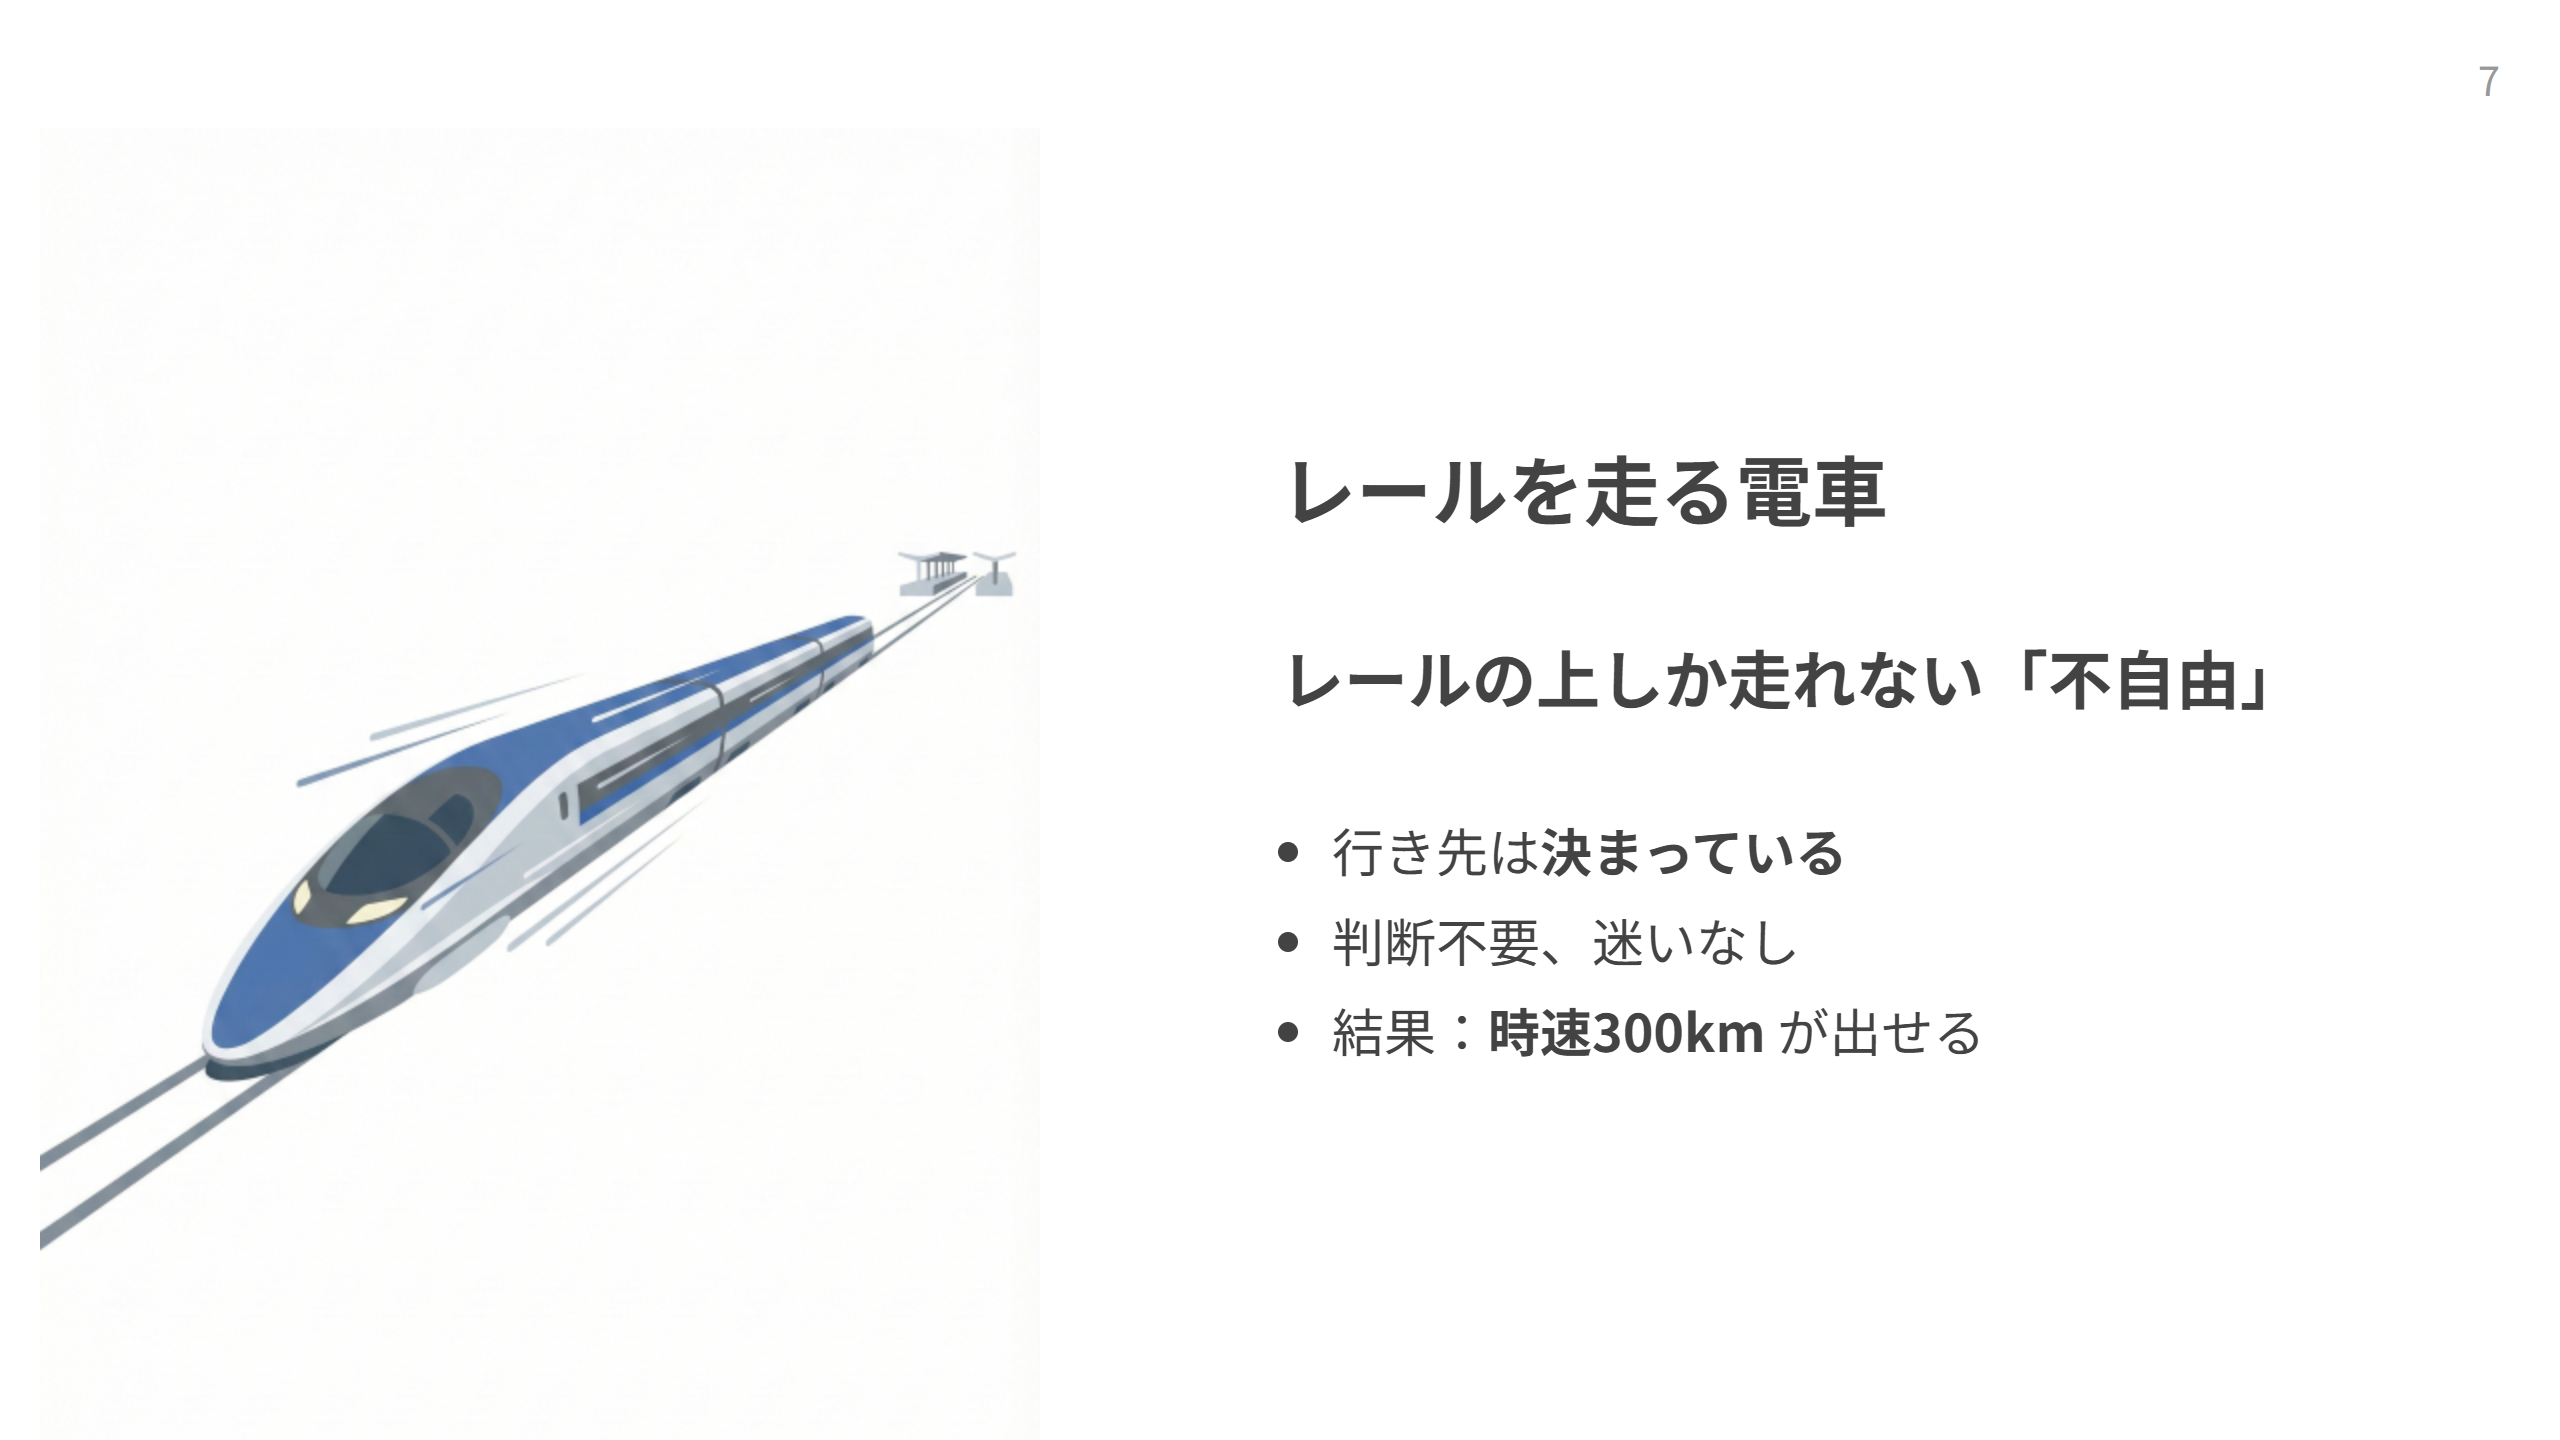 7
レールを走る電車
レールの上しか走れない「不自由」
• 行き先は決まっている
• 判断不要、迷いなし
• 結果：時速300km が出せる